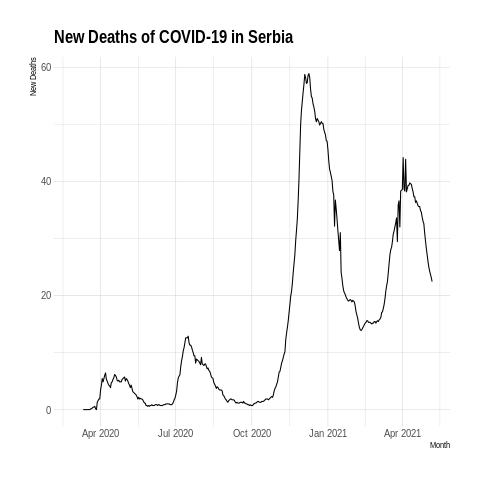 New Deaths of COVID-19 in Serbia
New Deaths
60
40
20
0
Apr 2020 Jul 2020 Oct 2020 Jan 2021 Apr 2021
Month